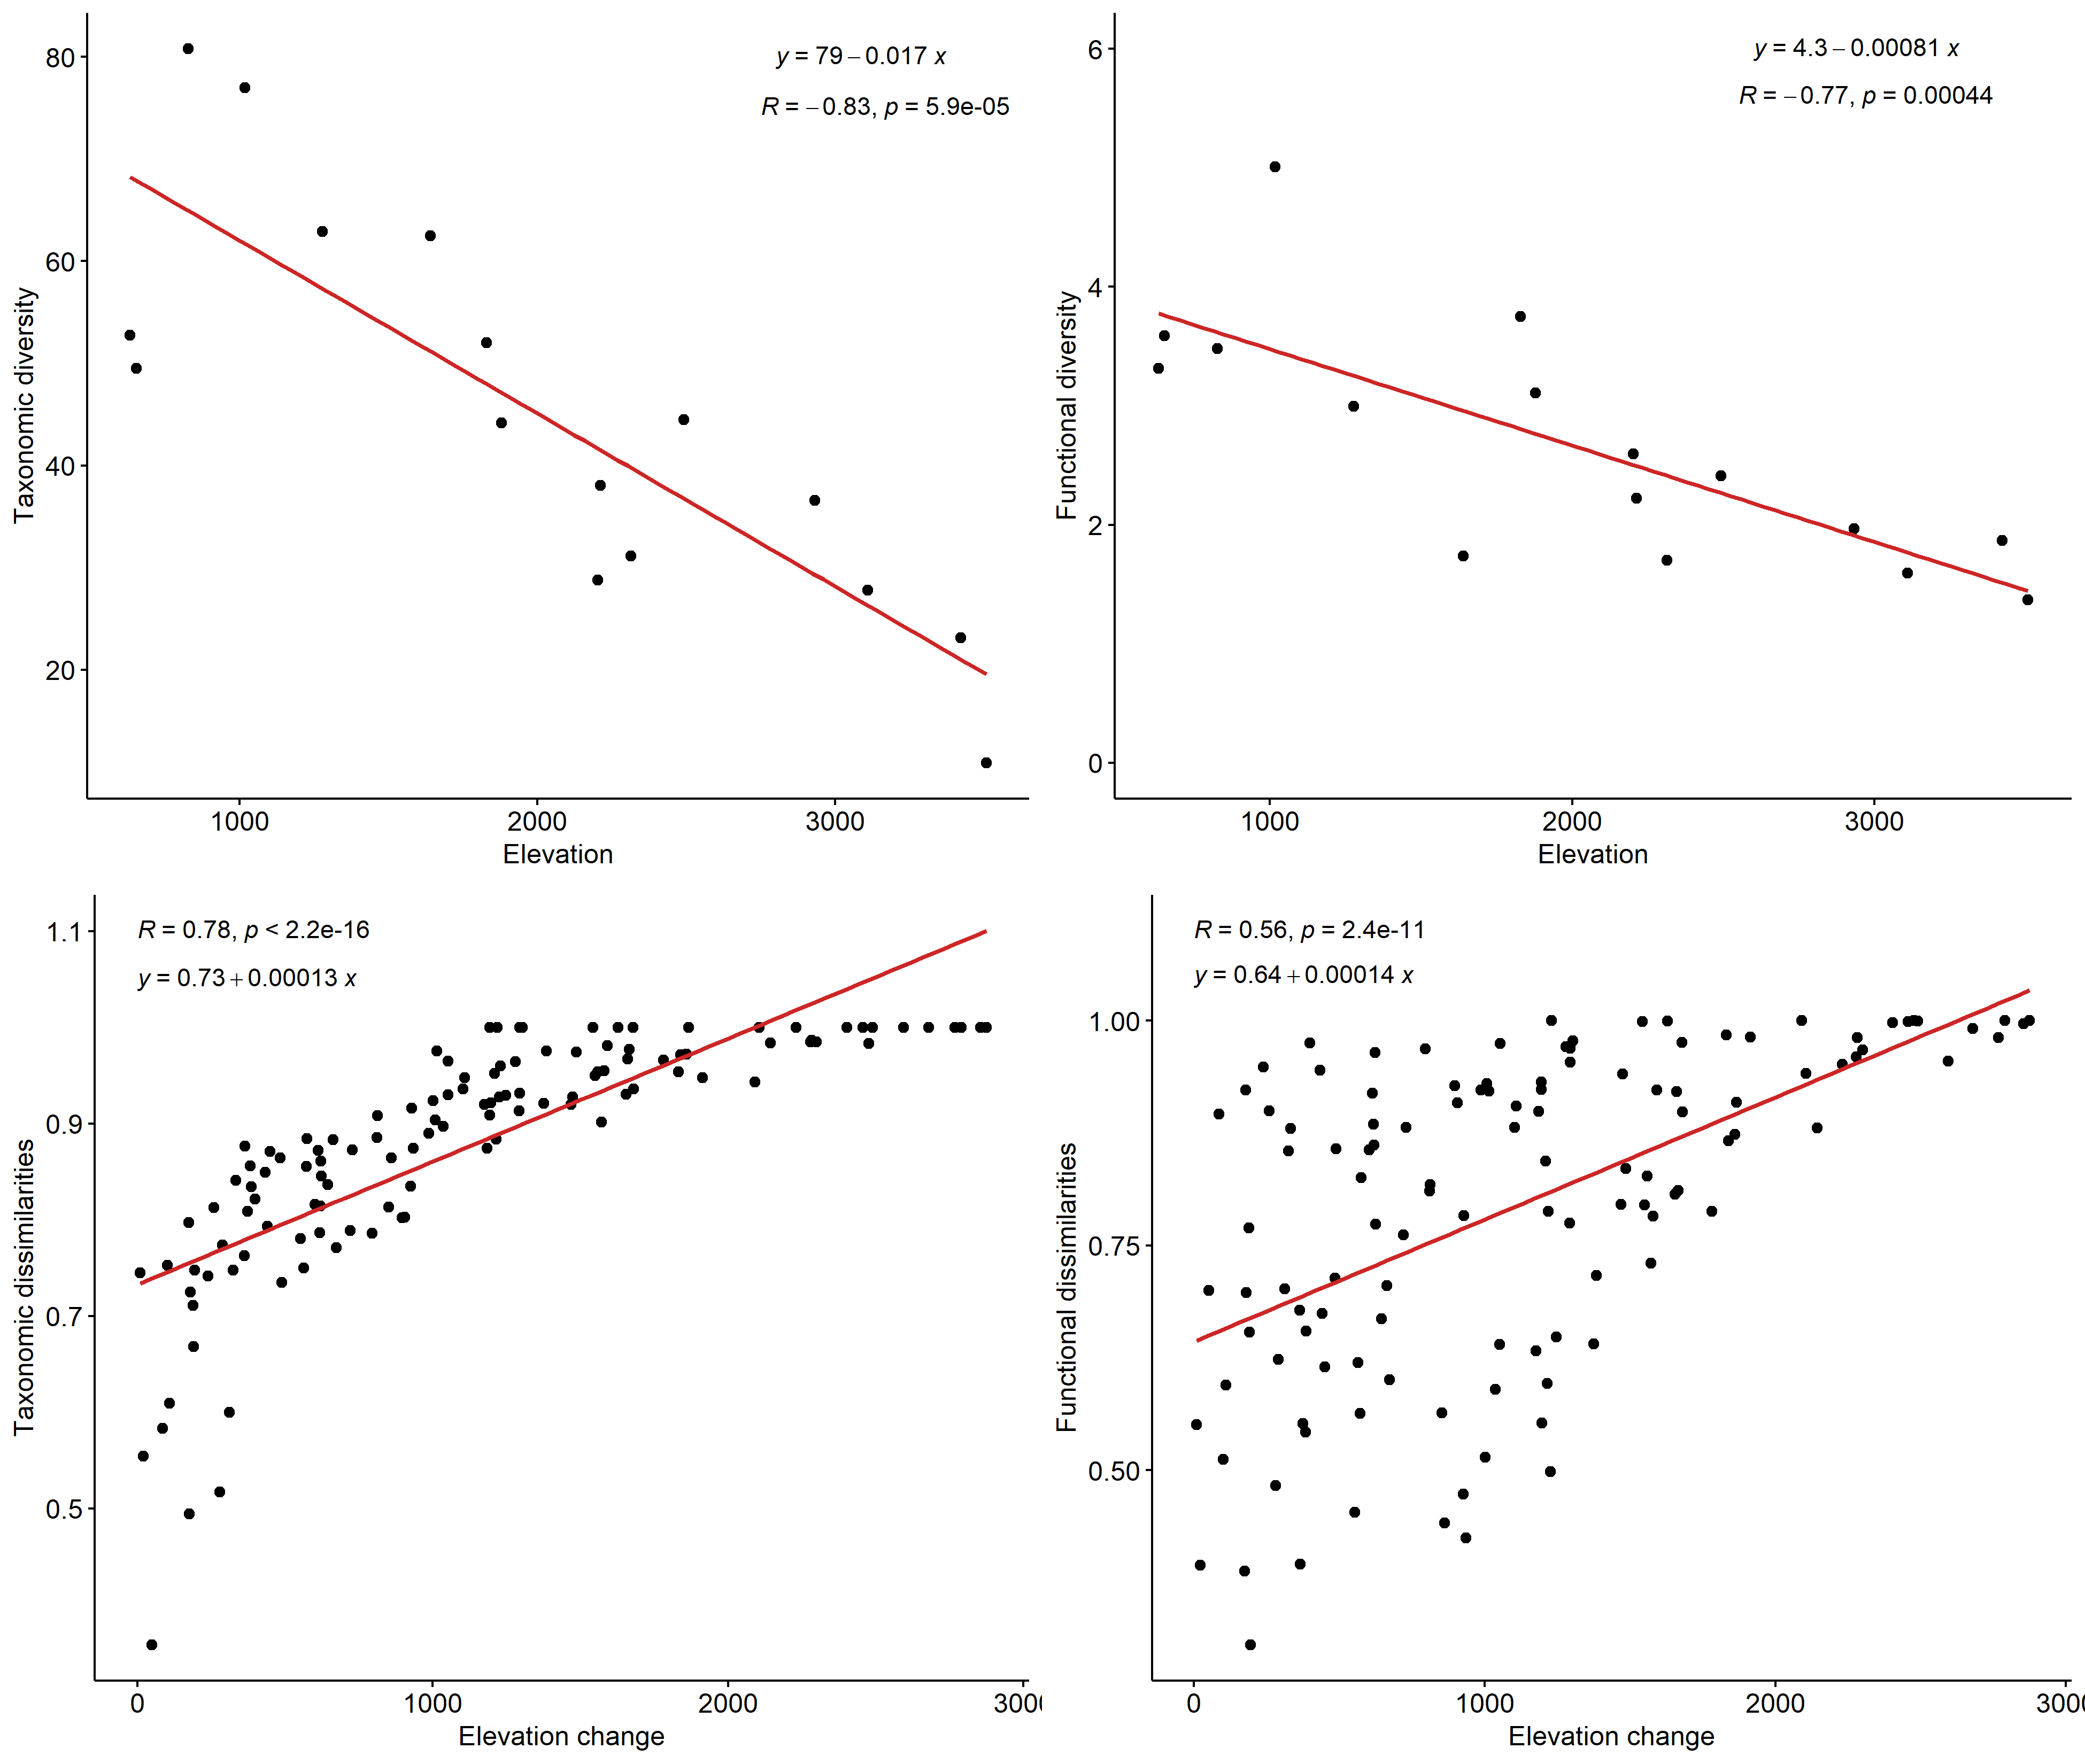 y = 79 − 0.017 x
R = −0.83, p = 5.9e-05
80
60
40
20
Taxonomic diversity
1000 2000 3000
Elevation
y = 4.3 − 0.00081 x
R = −0.77, p = 0.00044
6
4
2
0
Functional diversity
1000 2000 3000
Elevation
R = 0.78, p < 2.2e-16
y = 0.73 + 0.00013 x
1.1
0.9
0.7
0.5
Taxonomic dissimilarities
0 1000 2000 300
Elevation change
R = 0.56, p = 2.4e-11
y = 0.64 + 0.00014 x
1.00
0.75
0.50
Functional dissimilarities
0 1000 2000 300
Elevation change